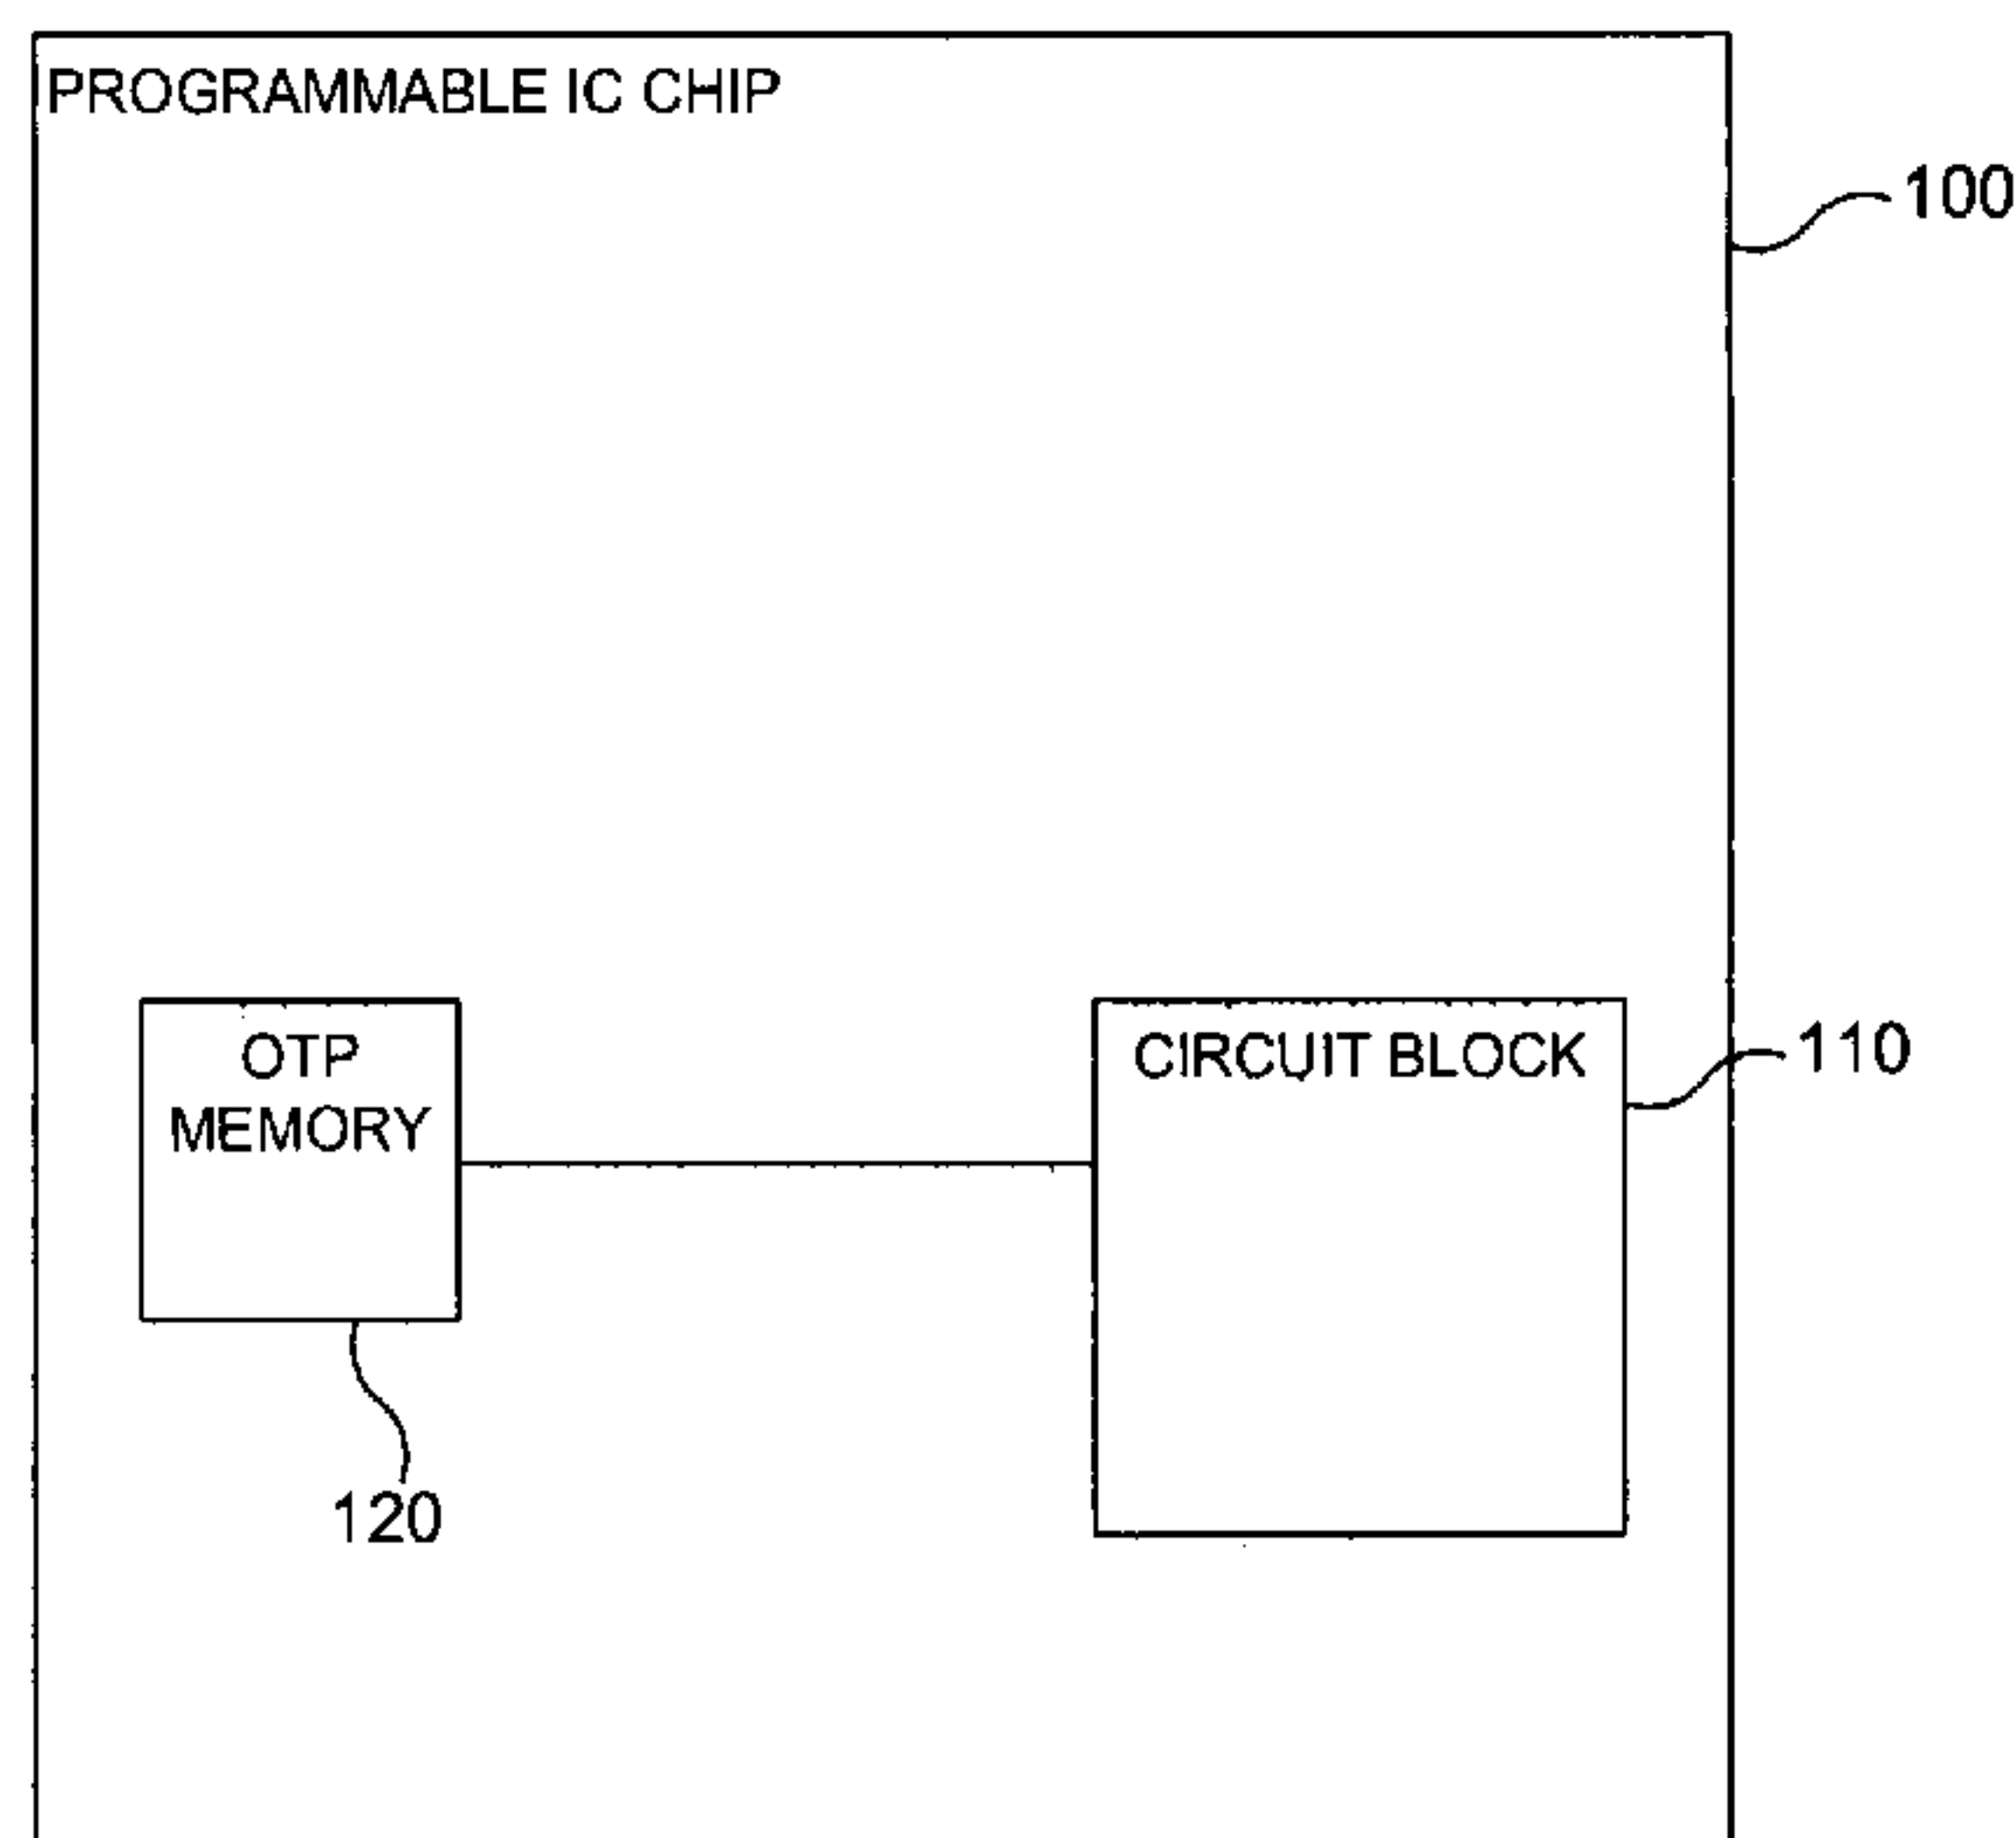 PROGRAMMABLE IC CHIP
100
OTP
MEMORY
CIRCUIT BLOCK
110
120